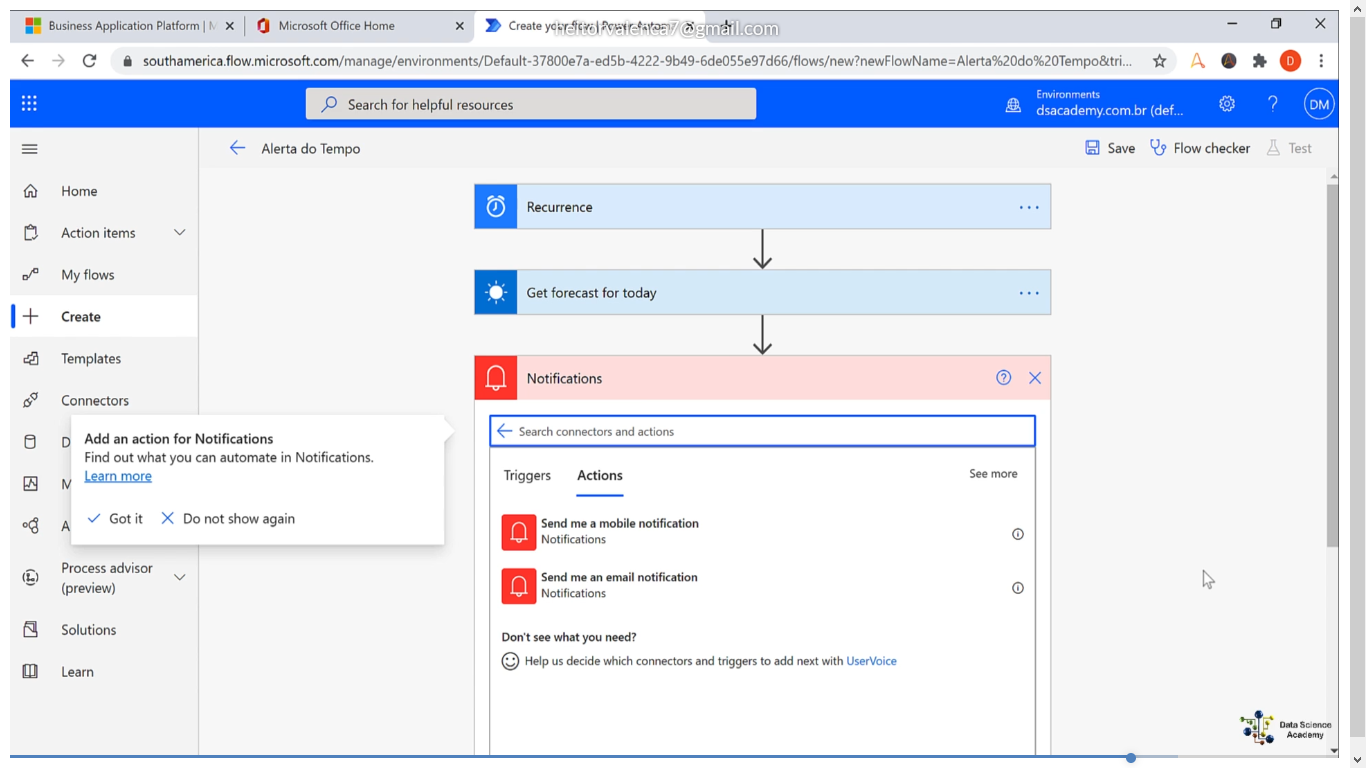 Business Application Platform | M
Microsoft Office Home
heitorvalenca7@gmail.com
southamerica.flow.microsoft.com/manage/environments/Default-37800e7a-ed5b-4222-9b49-6de055e97d66/flows/new?newFlowName=Alerta%20do%20Tempo&tri...
D
Search for helpful resources
Environments
dsacademy.com.br (def...
?
DM
Alerta do Tempo
Save
Flow checker
Test
Home
Action items
My flows
Create
Templates
Connectors
D
M
A
Process advisor
(preview)
Solutions
Learn
Recurrence
...
Get forecast for today
...
Notifications
Search connectors and actions
Triggers
Actions
See more
Send me a mobile notification
Notifications
Send me an email notification
Notifications
Don't see what you need?
Help us decide which connectors and triggers to add next with UserVoice
Add an action for Notifications
Find out what you can automate in Notifications.
Learn more
Got it
Do not show again
Data Science
Academy